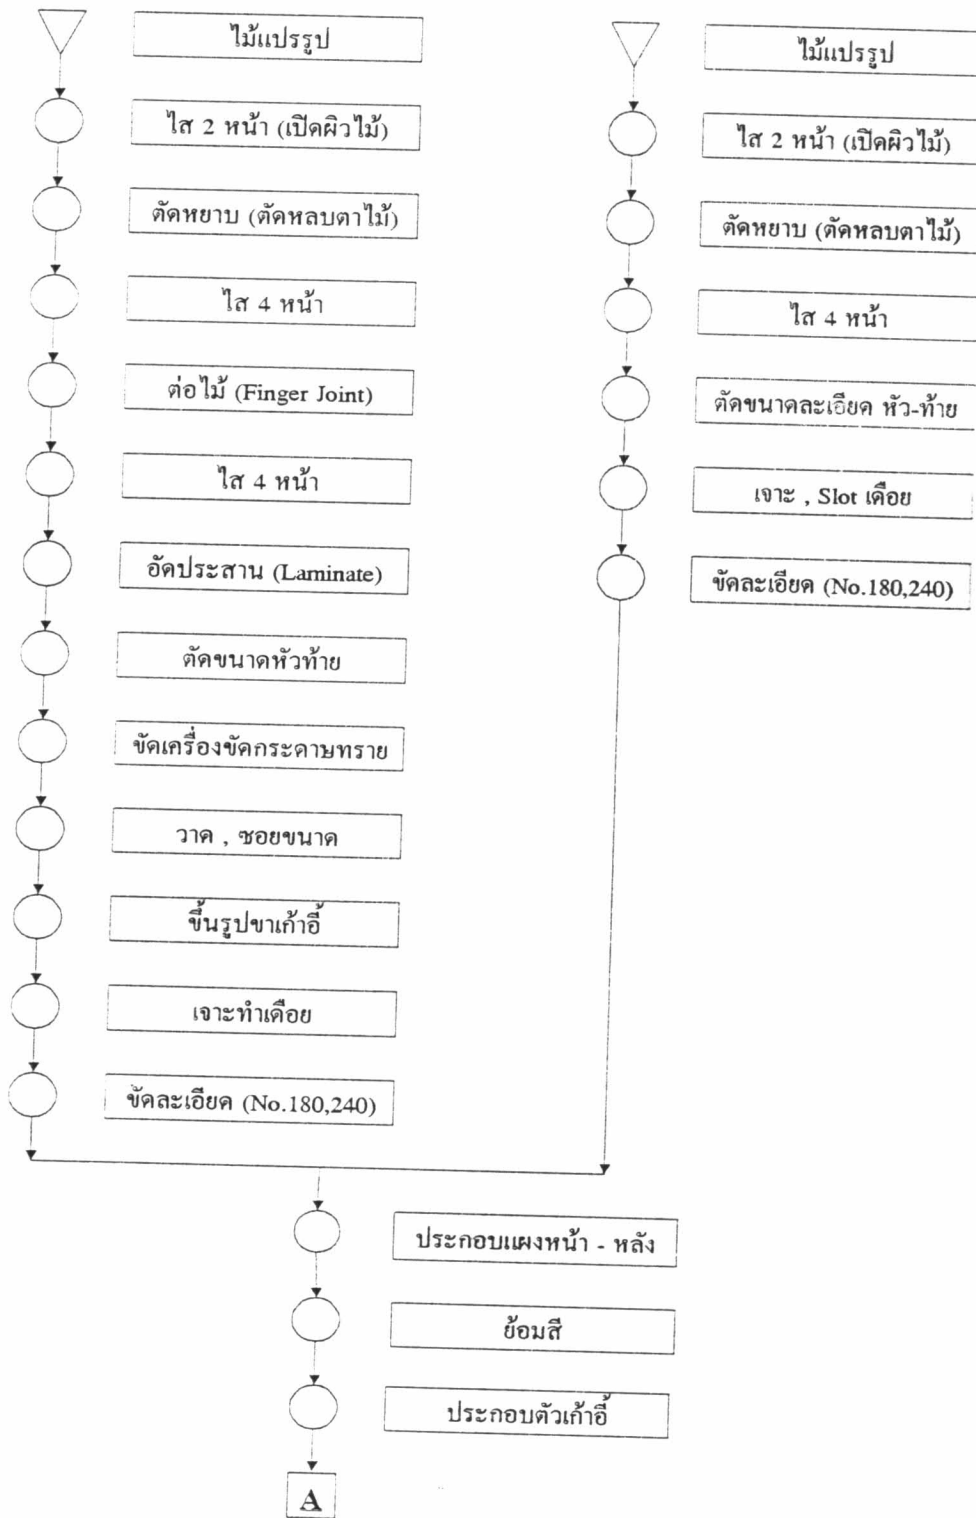 ไม้แปรรูป
ไส 2 หน้า (เปิดผิวไม้)
ตัดหยาบ (ตัดหลบตาไม้)
ไส 4 หน้า
ต่อไม้ (Finger Joint)
ไส 4 หน้า
อัดประสาน (Laminate)
ตัดขนาดหัวท้าย
ขัดเครื่องขัดกระดาษทราย
วาด , ซอยขนาด
ขึ้นรูปขาเก้าอี้
เจาะทำเดือย
ขัดละเอียด (No.180,240)
ไม้แปรรูป
ไส 2 หน้า (เปิดผิวไม้)
ตัดหยาบ (ตัดหลบตาไม้)
ไส 4 หน้า
ตัดขนาดละเอียด หัว-ท้าย
เจาะ , Slot เดือย
ขัดละเอียด (No.180,240)
ประกอบแผงหน้า - หลัง
ย้อมสี
ประกอบตัวเก้าอี้
A